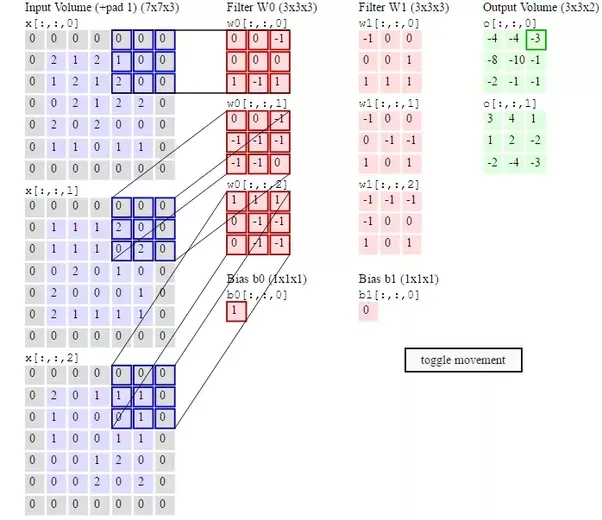 Input Volume (+pad 1) (7x7x3)
x[:,:,0]
0 0 0 0 0 0 0
0 2 1 2 1 0 0
0 1 2 1 2 0 0
0 0 2 1 2 2 0
0 2 0 2 0 0 0
0 1 1 0 1 1 0
0 0 0 0 0 0 0
x[:,:,1]
0 0 0 0 0 0 0
0 1 1 1 2 0 0
0 1 1 1 0 2 0
0 0 2 0 1 0 0
0 2 0 0 0 1 0
0 2 1 1 1 1 0
0 0 0 0 0 0 0
x[:,:,2]
0 0 0 0 0 0 0
0 2 0 1 1 1 0
0 1 0 0 0 1 0
0 1 0 0 1 1 0
0 0 0 1 2 0 0
0 0 0 2 0 2 0
0 0 0 0 0 0 0
Filter W0 (3x3x3)
w0[:,:,0]
0 0 -1
0 0 0
1 -1 1
w0[:,:,1]
0 0 -1
-1 -1 -1
-1 -1 0
w0[:,:,2]
1 1 1
0 -1 -1
0 -1 -1
Bias b0 (1x1x1)
b0[:,:,0]
1
Filter W1 (3x3x3)
w1[:,:,0]
-1 0 0
0 0 1
1 1 1
w1[:,:,1]
-1 0 0
0 -1 -1
1 0 1
w1[:,:,2]
-1 -1 -1
-1 0 0
1 0 1
Bias b1 (1x1x1)
b1[:,:,0]
0
Output Volume (3x3x2)
o[:,:,0]
-4 -4 -3
-8 -10 -1
-2 -1 -1
o[:,:,1]
3 4 1
1 2 -2
-2 -4 -3
toggle movement